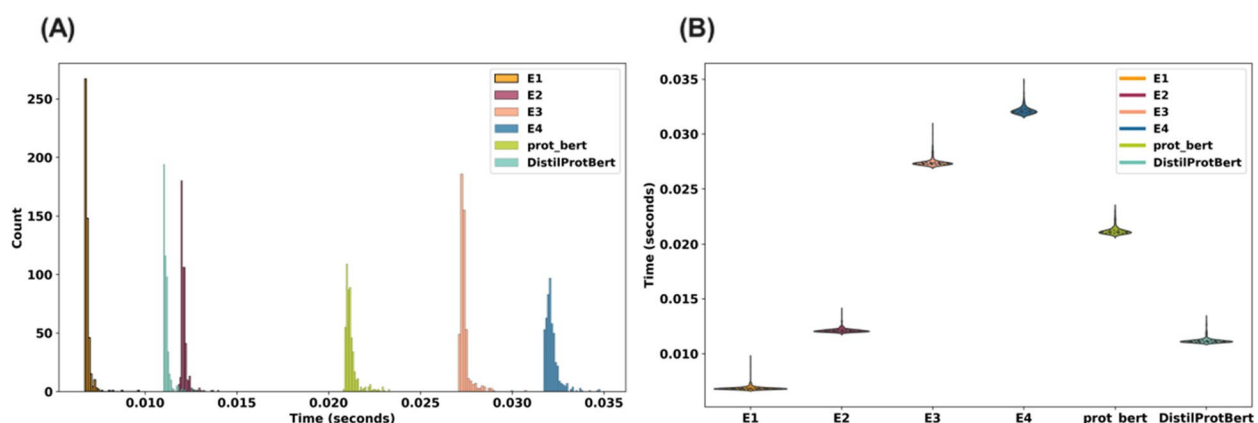 (A)
250
200
150
100
50
0
Count
0.010 0.015 0.020 0.025 0.030 0.035
Time (seconds)
E1
E2
E3
E4
prot_bert
DistilProtBert
(B)
0.035
0.030
0.025
0.020
0.015
0.010
Time (seconds)
E1 E2 E3 E4 prot_bert DistilProtBert
E1
E2
E3
E4
prot_bert
DistilProtBert